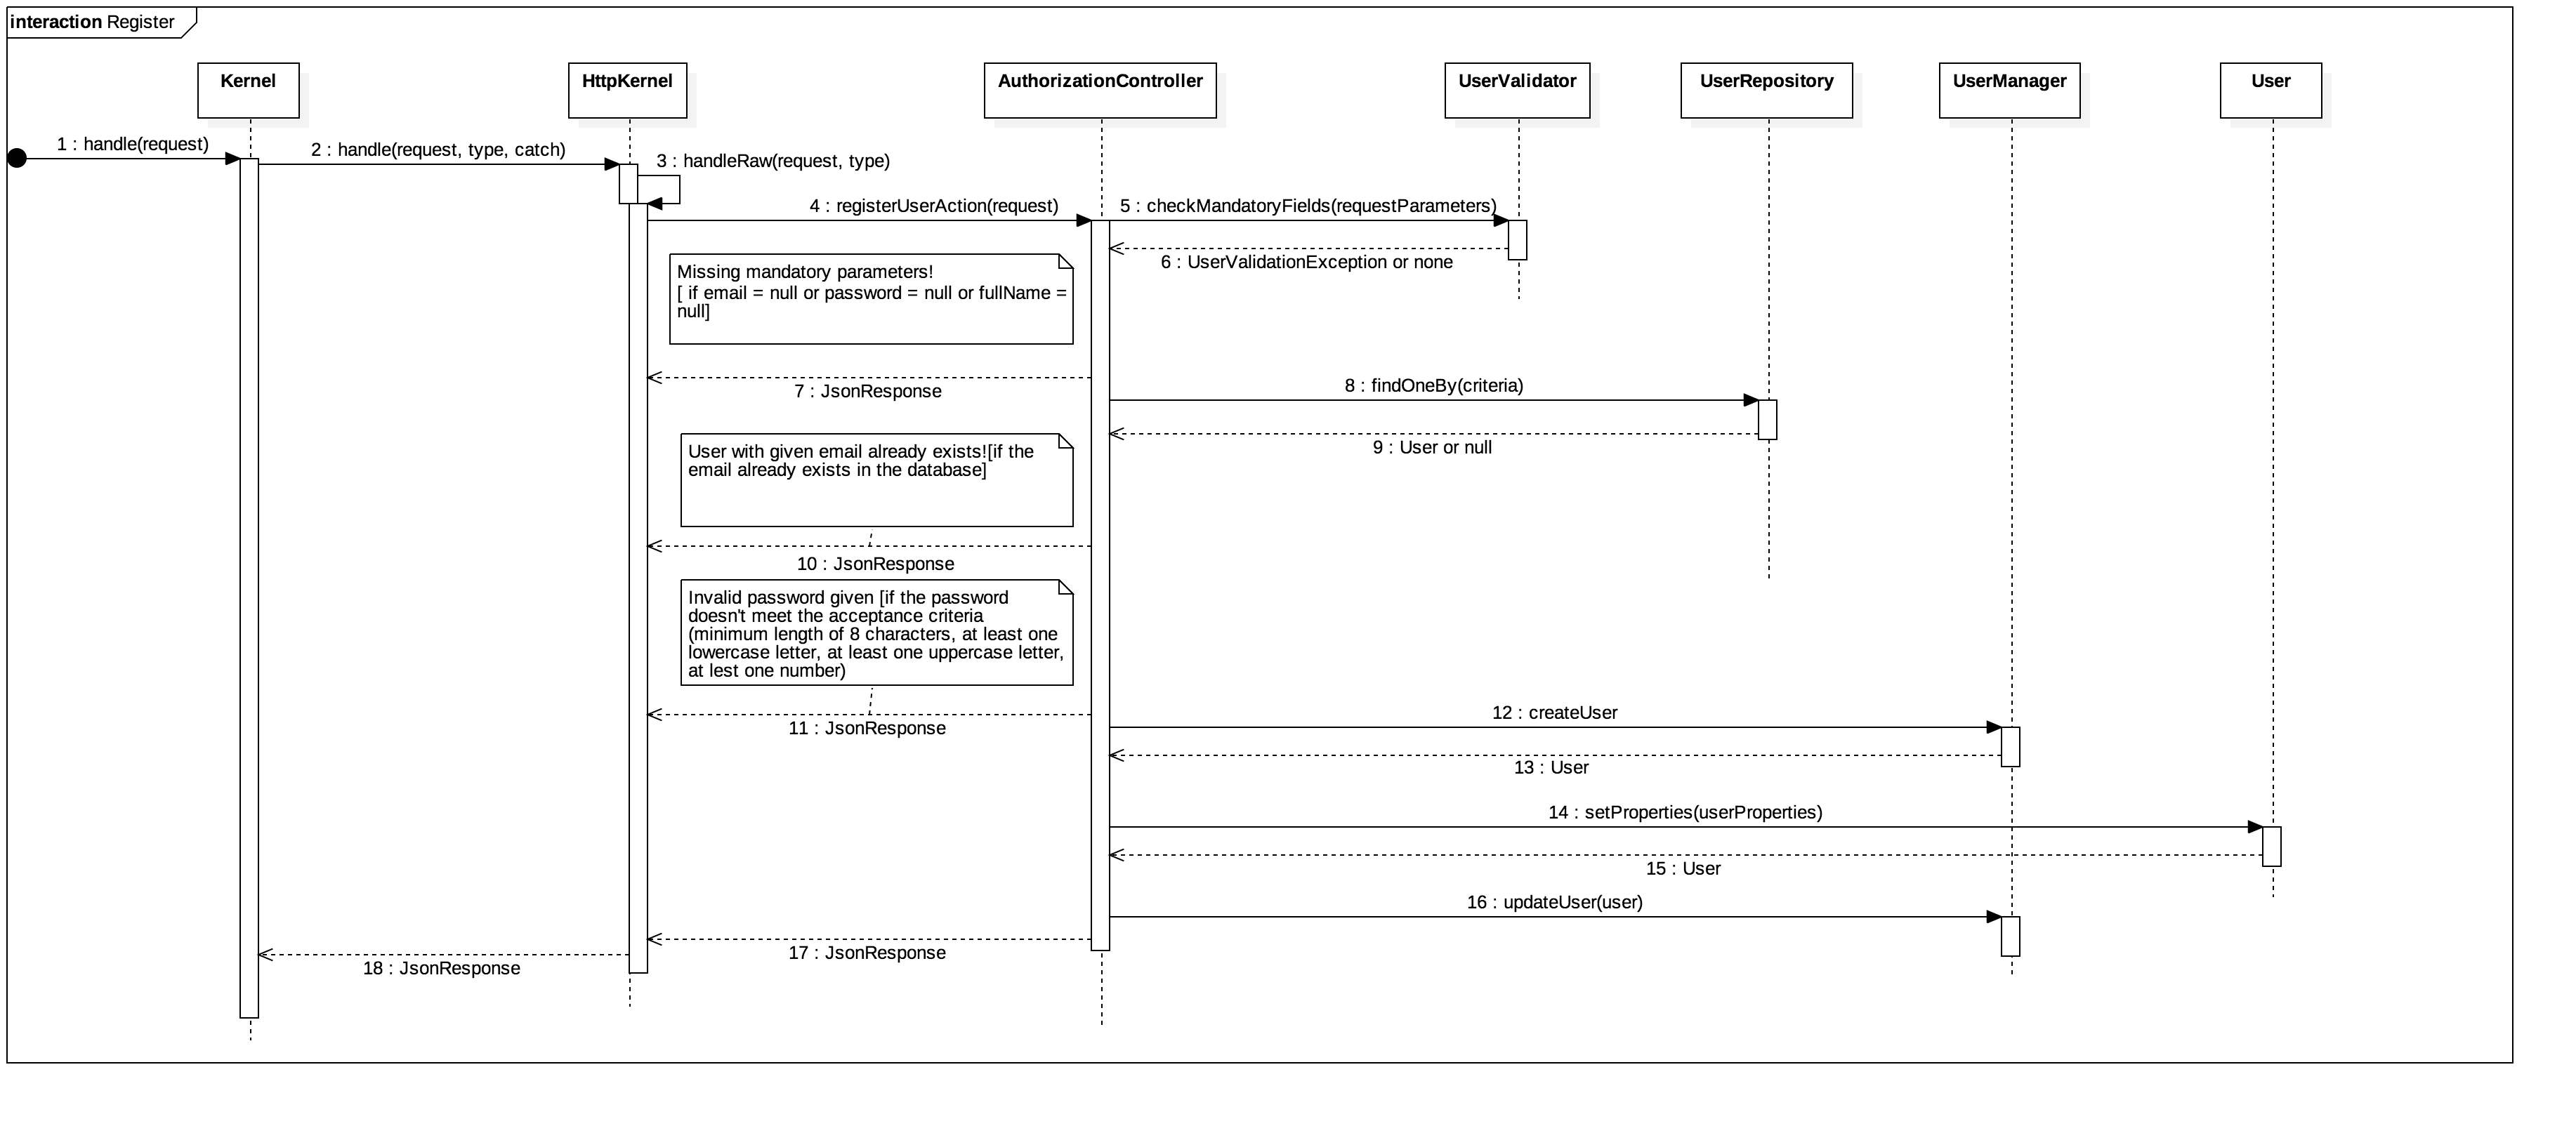 interaction Register
Kernel
HttpKernel
AuthorizationController
UserValidator
UserRepository
UserManager
User
1 : handle(request)
2 : handle(request, type, catch)
3 : handleRaw(request, type)
4 : registerUserAction(request)
5 : checkMandatoryFields(requestParameters)
6 : UserValidationException or none
Missing mandatory parameters!
[ if email = null or password = null or fullName =
null]
7 : JsonResponse
8 : findOneBy(criteria)
9 : User or null
User with given email already exists![if the
email already exists in the database]
10 : JsonResponse
Invalid password given [if the password
doesn't meet the acceptance criteria
(minimum length of 8 characters, at least one
lowercase letter, at least one uppercase letter,
at lest one number)
11 : JsonResponse
12 : createUser
13 : User
14 : setProperties(userProperties)
15 : User
16 : updateUser(user)
17 : JsonResponse
18 : JsonResponse